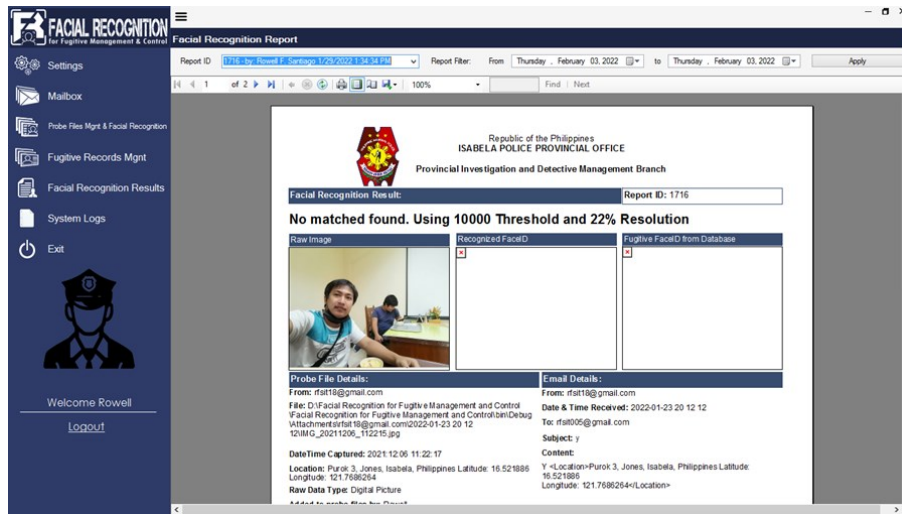 FACIAL RECOGNITION
for Fugitive Management & Control
Facial Recognition Report
Settings
Mailbox
Probe Files Mgnt & Facial Recognition
Fugitive Records Mgnt
Facial Recognition Results
System Logs
Exit
Welcome Rowell
Logout
Report ID
1716 -by: Rowell F. Santiago 1/29/2022 1:34:34 PM
Report Filter:
From
Thursday , February 03, 2022
to
Thursday , February 03, 2022
Apply
1 of 2
100%
Find | Next
Republic of the Philippines
ISABELA POLICE PROVINCIAL OFFICE
Provincial Investigation and Detective Management Branch
Facial Recognition Result:
Report ID: 1716
No matched found. Using 10000 Threshold and 22% Resolution
Raw Image
Recognized FaceID
Fugitive FaceID from Database
Probe File Details:
From: rfsit18@gmail.com
File: D:\Facial Recognition for Fugitive Management and Control
\Facial Recognition for Fugitive Management and Control\bin\Debug
\Attachments\rfsit18@gmail.com\2022-01-23 20 12
12\IMG_20211206_112215.jpg
DateTime Captured: 2021:12:06 11:22:17
Location: Purok 3, Jones, Isabela, Philippines Latitude: 16.521886
Longtitude: 121.7686264
Raw Data Type: Digital Picture
Email Details:
From: rfsit18@gmail.com
Date & Time Received: 2022-01-23 20 12 12
To: rfsit005@gmail.com
Subject: y
Content:
Y <Location>Purok 3, Jones, Isabela, Philippines Latitude:
16.521886
Longtitude: 121.7686264</Location>